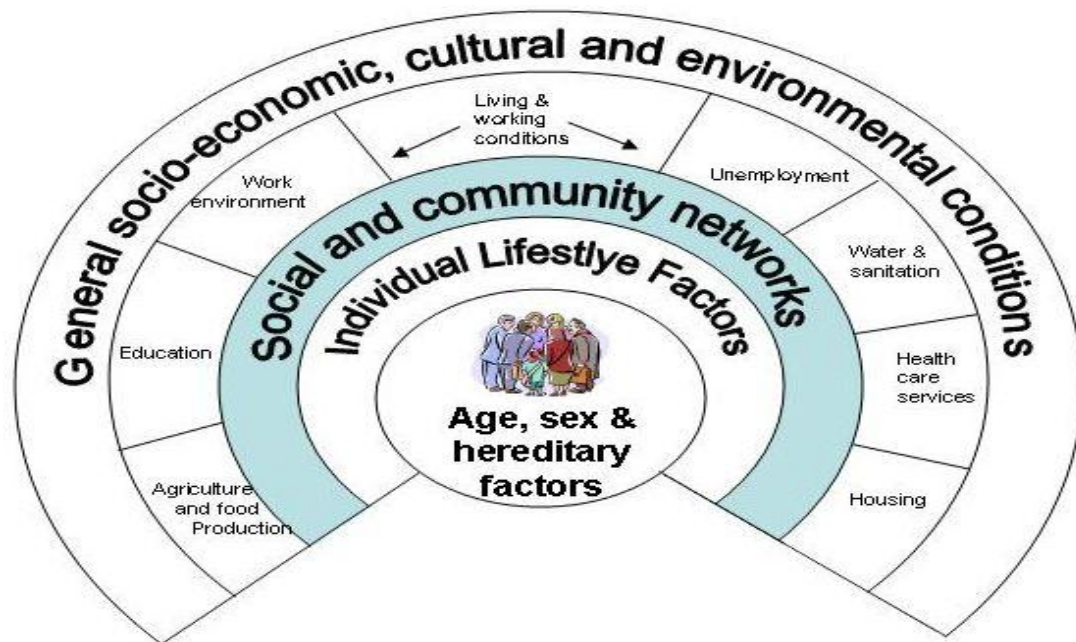 General socio-economic, cultural and environmental conditions
Living &
working
conditions
Work
environment
Unemployment
Education
Water &
sanitation
Agriculture
and food
Production
Health
care
services
Housing
Social and community networks
Individual Lifestlye Factors
Age, sex &
hereditary
factors